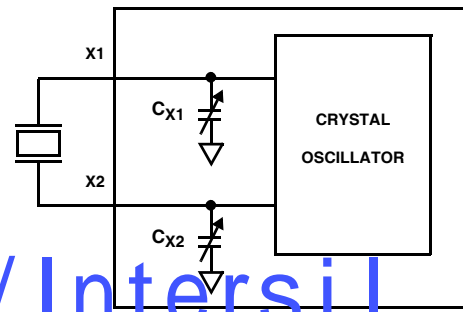 X1
CX1
CRYSTAL
OSCILLATOR
X2
CX2
/Intersil